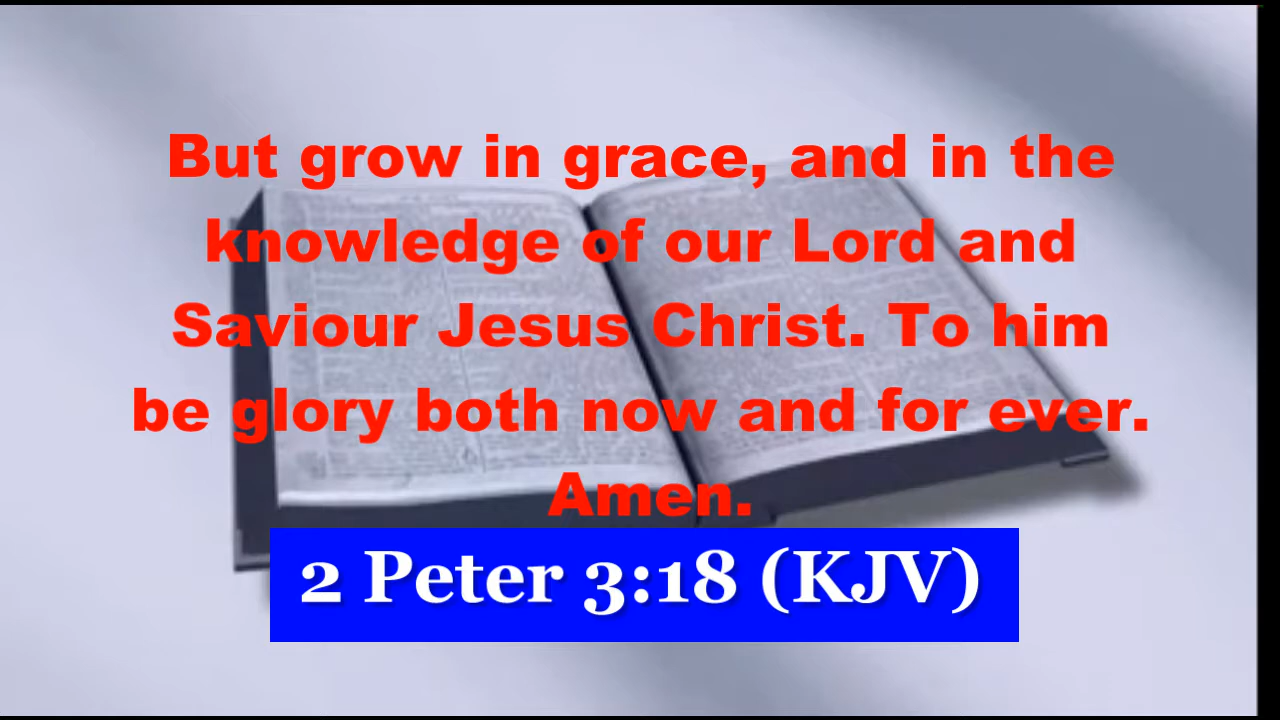 But grow in grace, and in the
knowledge of our Lord and
Saviour Jesus Christ. To him
be glory both now and for ever.
Amen.
2 Peter 3:18 (KJV)